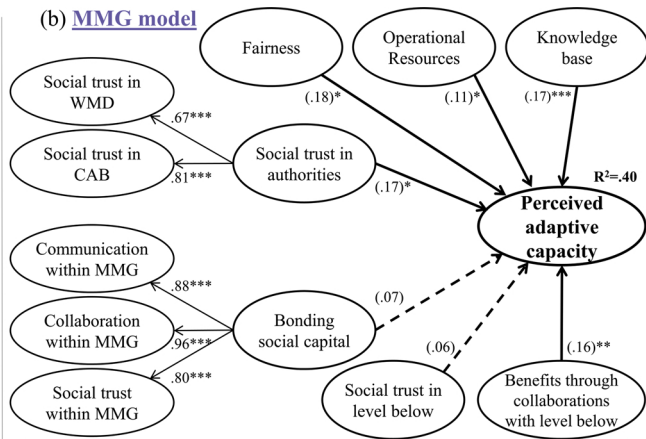 (b) MMG model
Fairness
Operational
Resources
Knowledge
base
Social trust in
WMD
(.18)*
(.11)*
(.17)***
.67***
Social trust in
CAB
.81***
Social trust in
authorities
(.17)*
R²=.40
Perceived
adaptive
capacity
Communication
within MMG
.88***
Collaboration
within MMG
.96***
Bonding
social capital
(.07)
Social trust
within MMG
.80***
(.06)
(.16)**
Social trust in
level below
Benefits through
collaborations
with level below